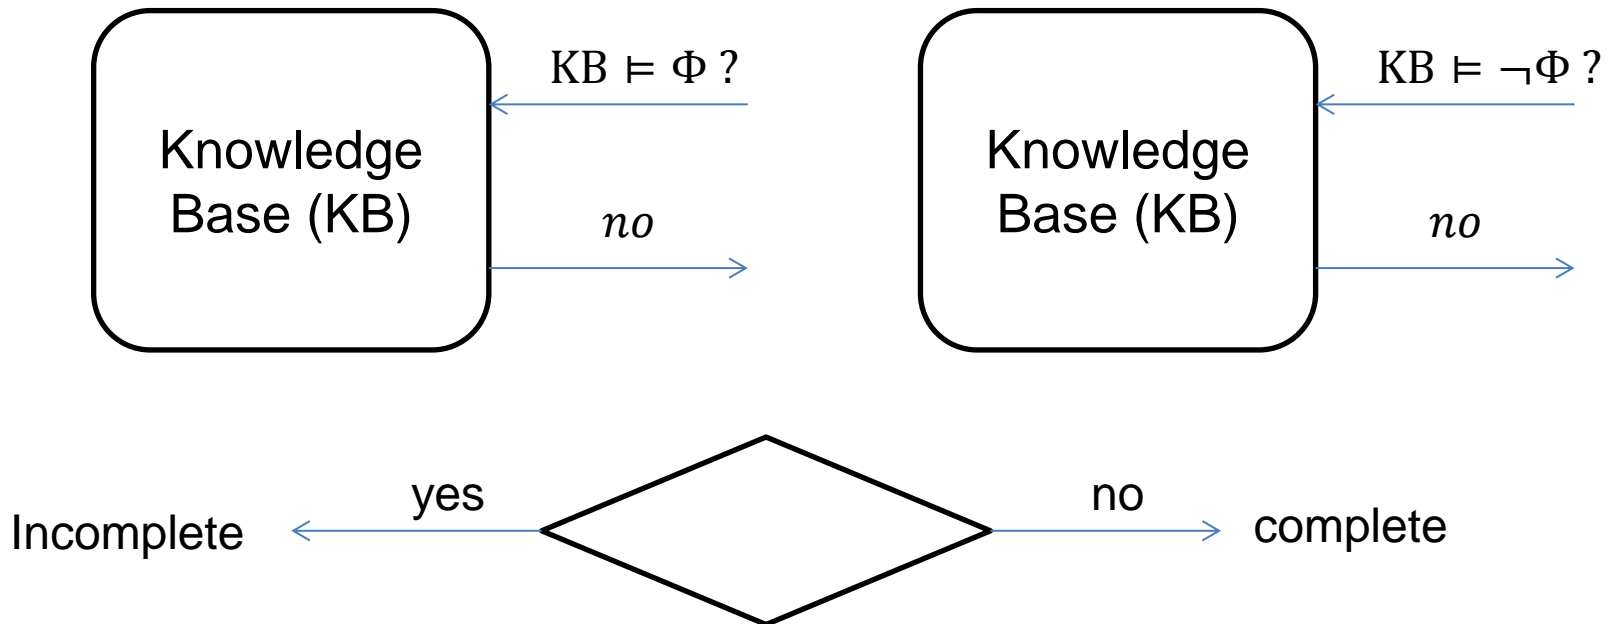 KB ⊨ Φ ?
Knowledge
Base (KB)
no
KB ⊨ ¬Φ ?
Knowledge
Base (KB)
no
yes
no
Incomplete
complete